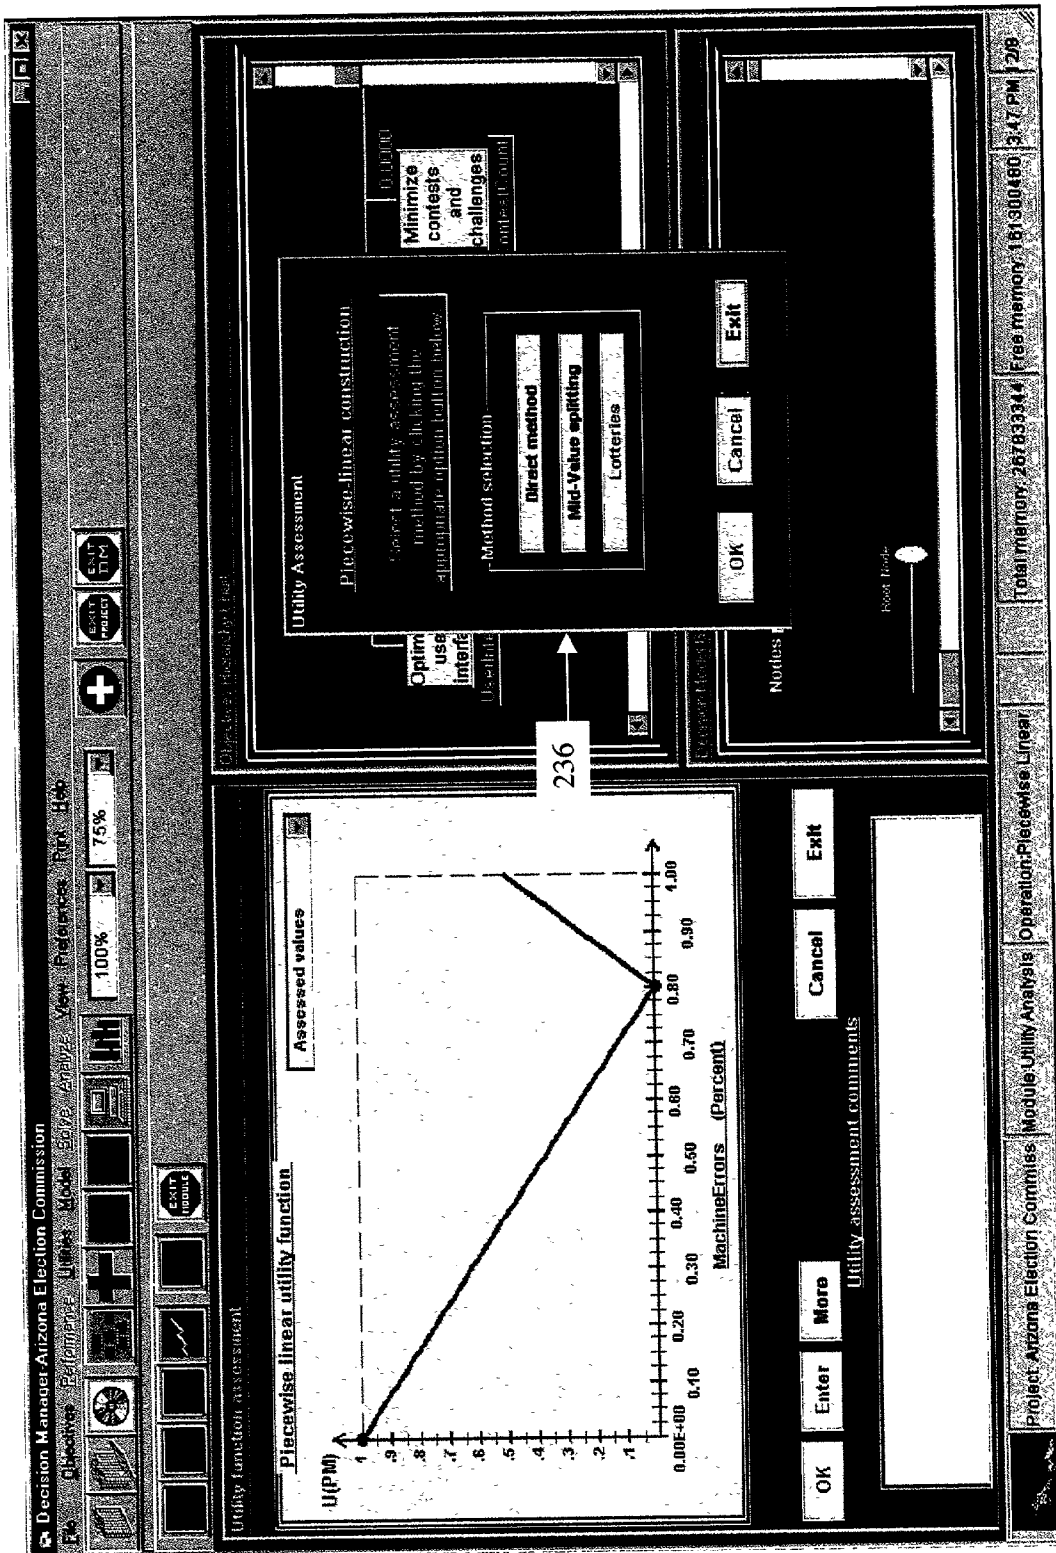 Decision Manager-Arizona Election Commission
File Objectives Performance Utilities Model Solve Analyze View Preferences Print Help
100% 75%
EXIT PROJECT
EXIT
EXIT MODULE
Utility function assessment
Piecewise linear utility function
Assessed values
U(PM)
1
.9
.8
.7
.6
.5
.4
.3
.2
.1
0.00E+00 0.10 0.20 0.30 0.40 0.50 0.60 0.70 0.80 0.90 1.00
MachineErrors (Percent)
OK Enter More Cancel Exit
Utility assessment comments
Minimize
contests
and
challenges
Optim
use
interfa
Utility Assessment
Piecewise-linear construction
Select a utility assessment
method by clicking the
appropriate option button below
Method selection
Direct method
Mid-Value splitting
Lotteries
OK Cancel Exit
236
Nodes
Root Node
Project: Arizona Election Commiss Module:Utility Analysis Operation:Piecewise Linear Total memory: 267833344 Free memory: 161300480 3:47 PM 2/8